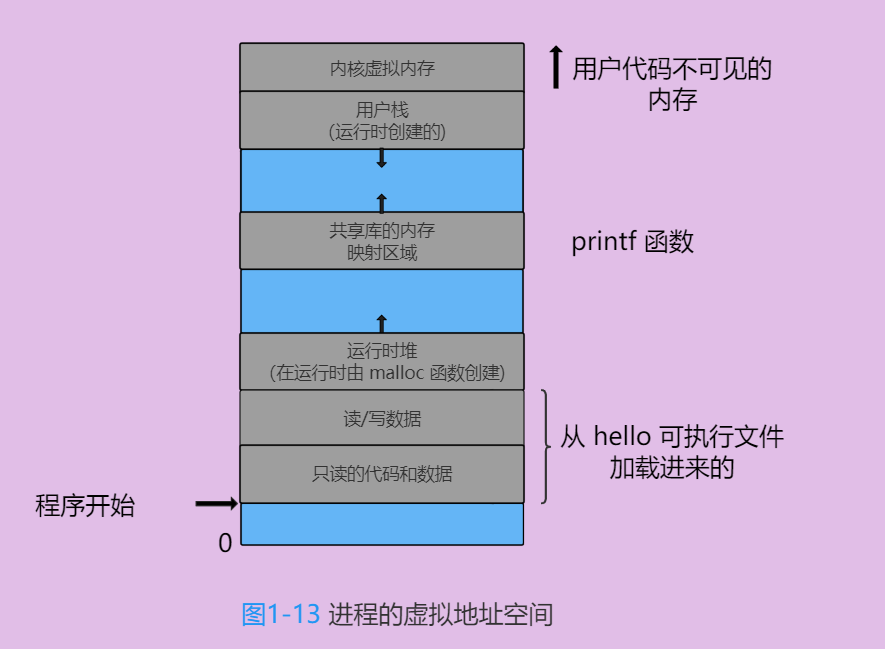 内核虚拟内存
用户代码不可见的
内存
用户栈
(运行时创建的)
共享库的内存
映射区域
printf 函数
运行时堆
(在运行时由 malloc 函数创建)
读/写数据
从 hello 可执行文件
加载进来的
只读的代码和数据
程序开始
0
图1-13 进程的虚拟地址空间